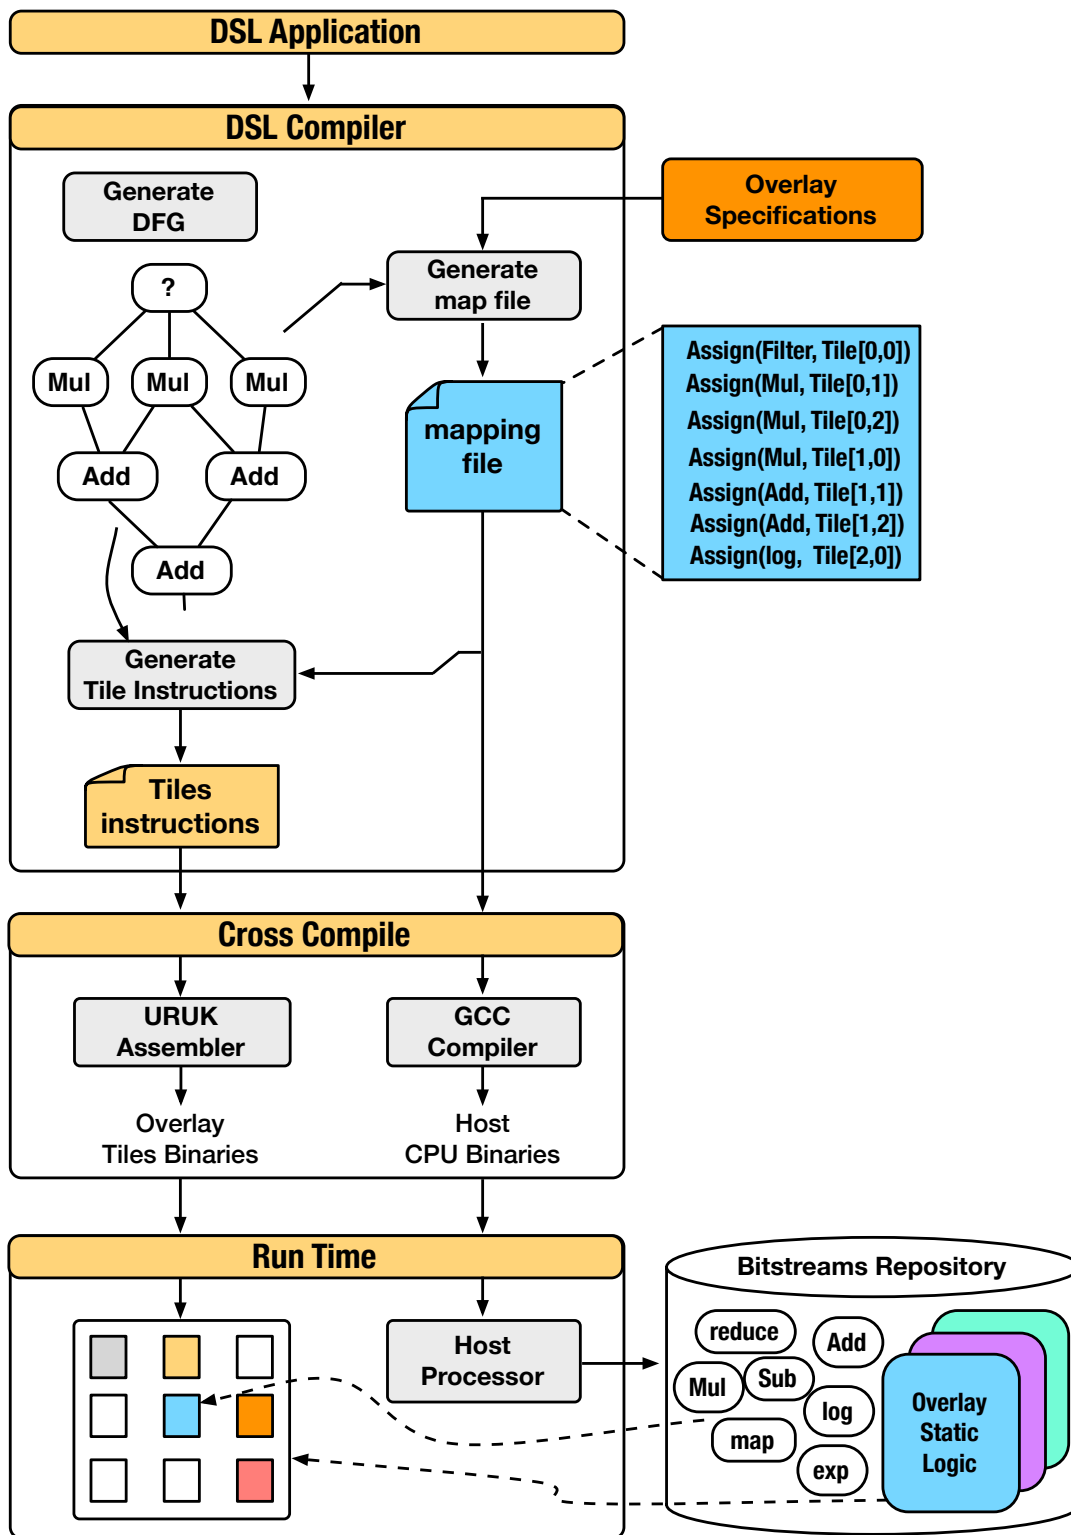 DSL Application
DSL Compiler
Generate
DFG
Overlay
Specifications
Generate
map file
?
Mul
Mul
Mul
Add
Add
Add
mapping
file
Assign(Filter, Tile[0,0])
Assign(Mul, Tile[0,1])
Assign(Mul, Tile[0,2])
Assign(Mul, Tile[1,0])
Assign(Add, Tile[1,1])
Assign(Add, Tile[1,2])
Assign(log, Tile[2,0])
Generate
Tile Instructions
Tiles
instructions
Cross Compile
URUK
Assembler
GCC
Compiler
Overlay
Tiles Binaries
Host
CPU Binaries
Run Time
Host
Processor
Bitstreams Repository
reduce
Add
Mul
Sub
log
map
exp
Overlay
Static
Logic